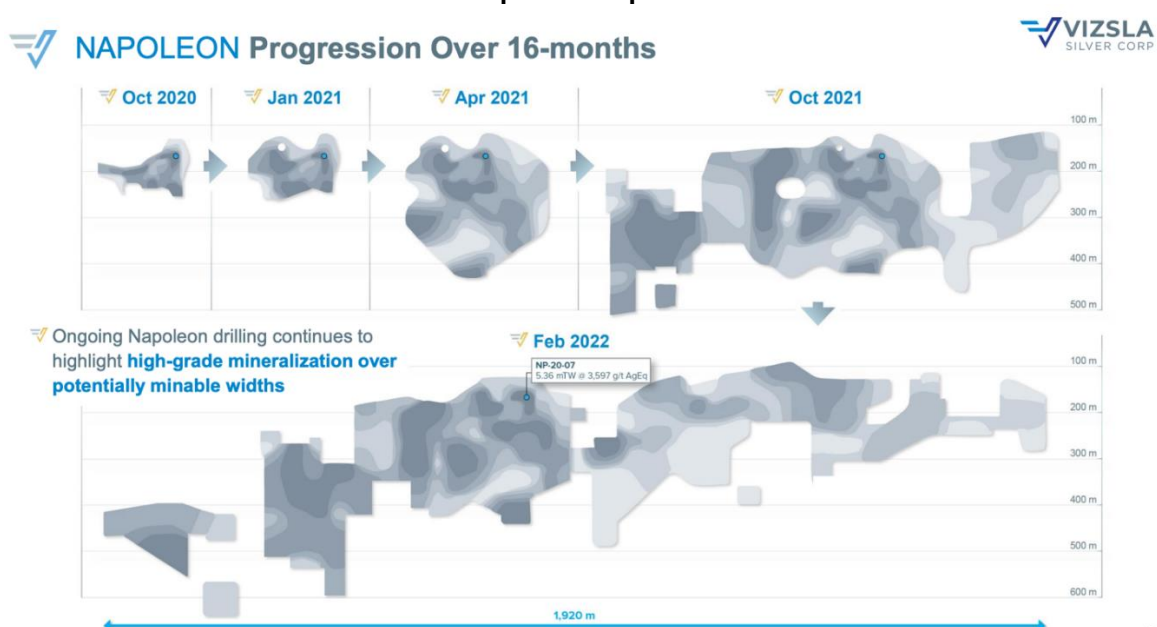 NAPOLEON Progression Over 16-months
VIZSLA
SILVER CORP
Oct 2020
Jan 2021
Apr 2021
Oct 2021
100 m
200 m
300 m
400 m
500 m
Ongoing Napoleon drilling continues to
highlight high-grade mineralization over
potentially minable widths
Feb 2022
NP-20-07
5.36 mTW @ 3,597 g/t AgEq
100 m
200 m
300 m
400 m
500 m
600 m
1,920 m